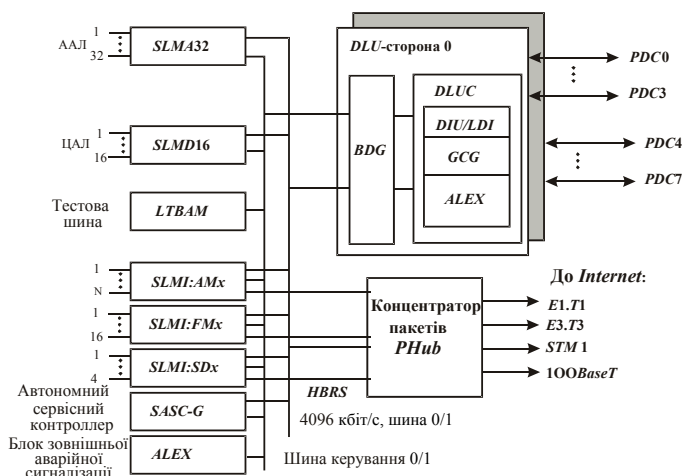 ААЛ
1
32
SLMA32
ЦАЛ
1
16
SLMD16
Тестова
шина
LTBAM
1
N
SLMI:AMx
1
16
SLMI:FMx
1
4
SLMI:SDx
Автономний
сервісний
контроллер
SASC-G
Блок зовнішньої
аварійної
сигналізації
ALEX
HBRS
4096 кбіт/с, шина 0/1
Шина керування 0/1
DLU-сторона 0
BDG
DLUC
DIU/LDI
GCG
ALEX
PDC0
PDC3
PDC4
PDC7
Концентратор
пакетів
PHub
До Internet:
E1.T1
E3.T3
STM 1
1OOBaseT